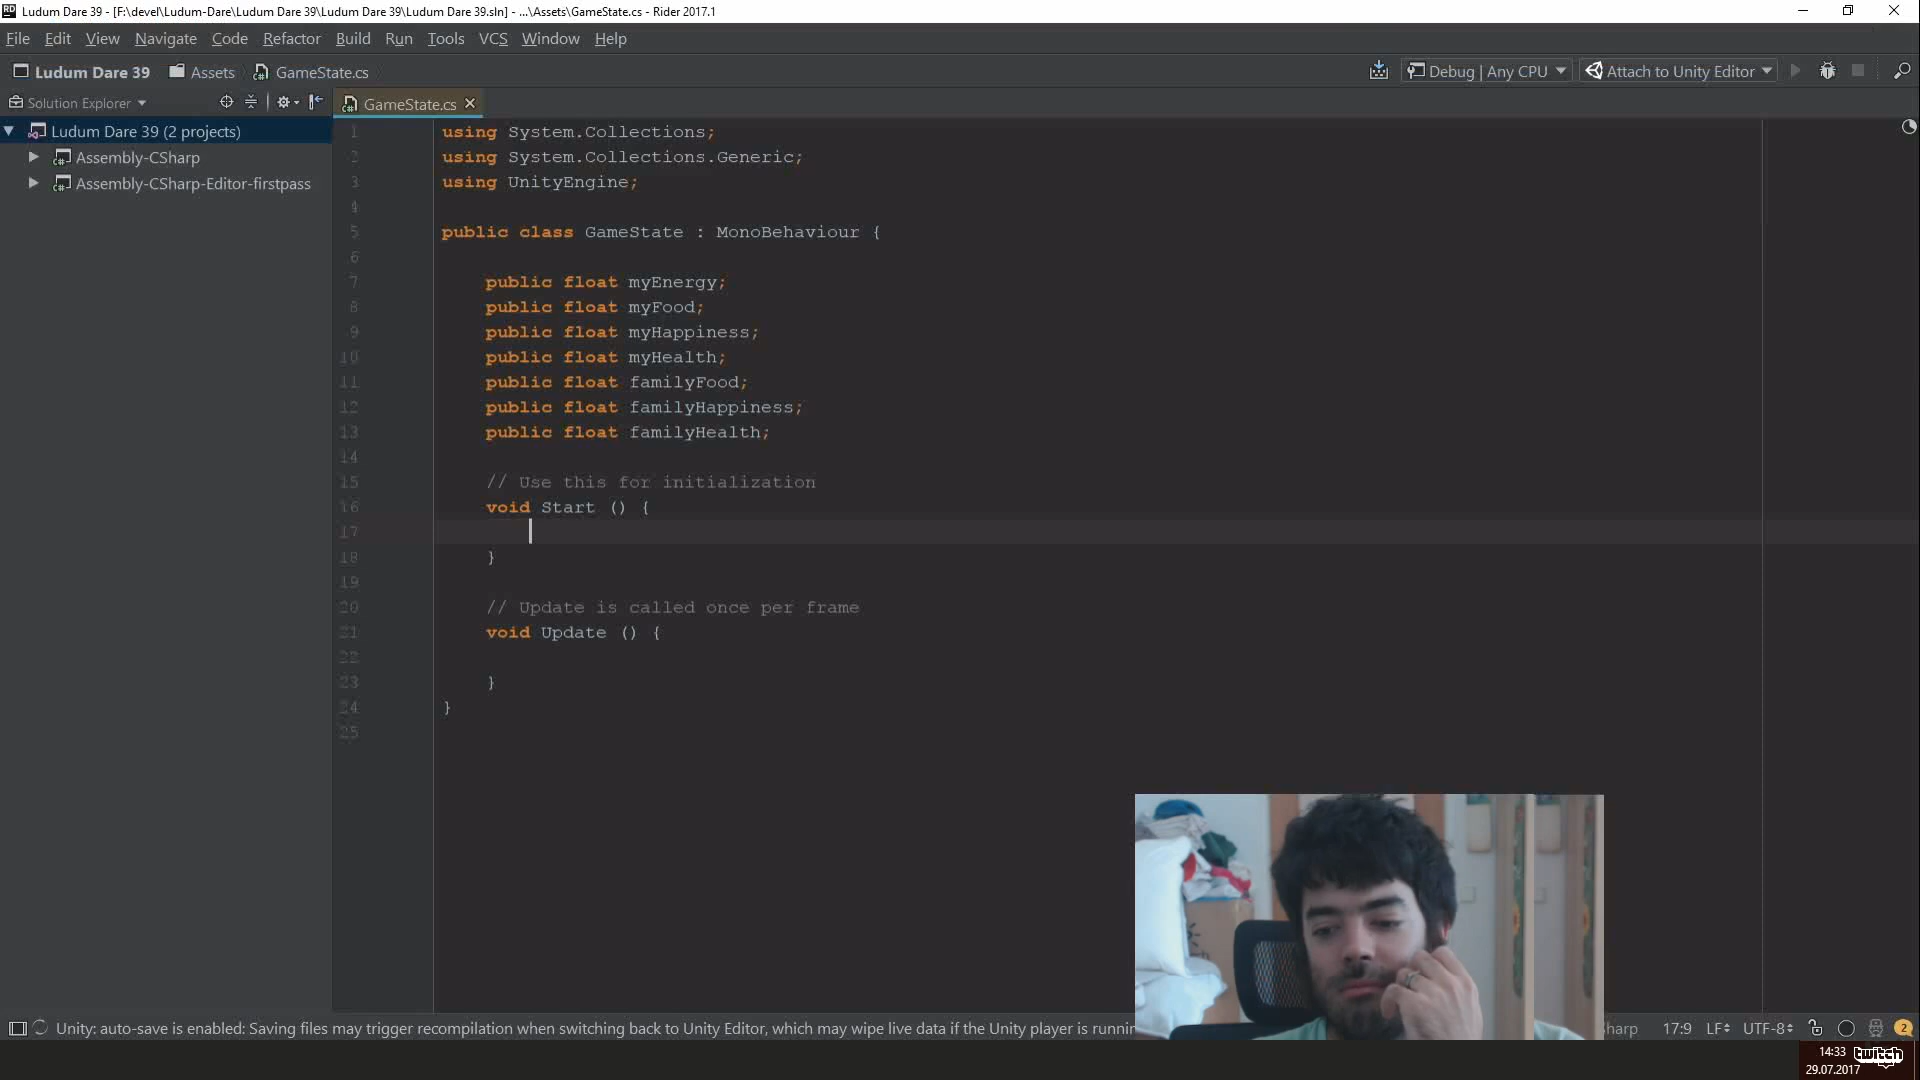 Ludum Dare 39 - [F:\devel\Ludum-Dare\Ludum Dare 39\Ludum Dare 39\Ludum Dare 39.sln] - ...\Assets\GameState.cs - Rider 2017.1
File Edit View Navigate Code Refactor Build Run Tools VCS Window Help
Ludum Dare 39 Assets GameState.cs Debug | Any CPU Attach to Unity Editor
Solution Explorer GameState.cs
Ludum Dare 39 (2 projects)
Assembly-CSharp
Assembly-CSharp-Editor-firstpass
1 using System.Collections;
2 using System.Collections.Generic;
3 using UnityEngine;
4
5 public class GameState : MonoBehaviour {
6
7 public float myEnergy;
8 public float myFood;
9 public float myHappiness;
10 public float myHealth;
11 public float familyFood;
12 public float familyHappiness;
13 public float familyHealth;
14
15 // Use this for initialization
16 void Start () {
17
18 }
19
20 // Update is called once per frame
21 void Update () {
22
23 }
24 }
25
Unity: auto-save is enabled: Saving files may trigger recompilation when switching back to Unity Editor, which may wipe live data if the Unity player is runnin harp 17:9 LF UTF-8 2
14:33
29.07.2017
twitch